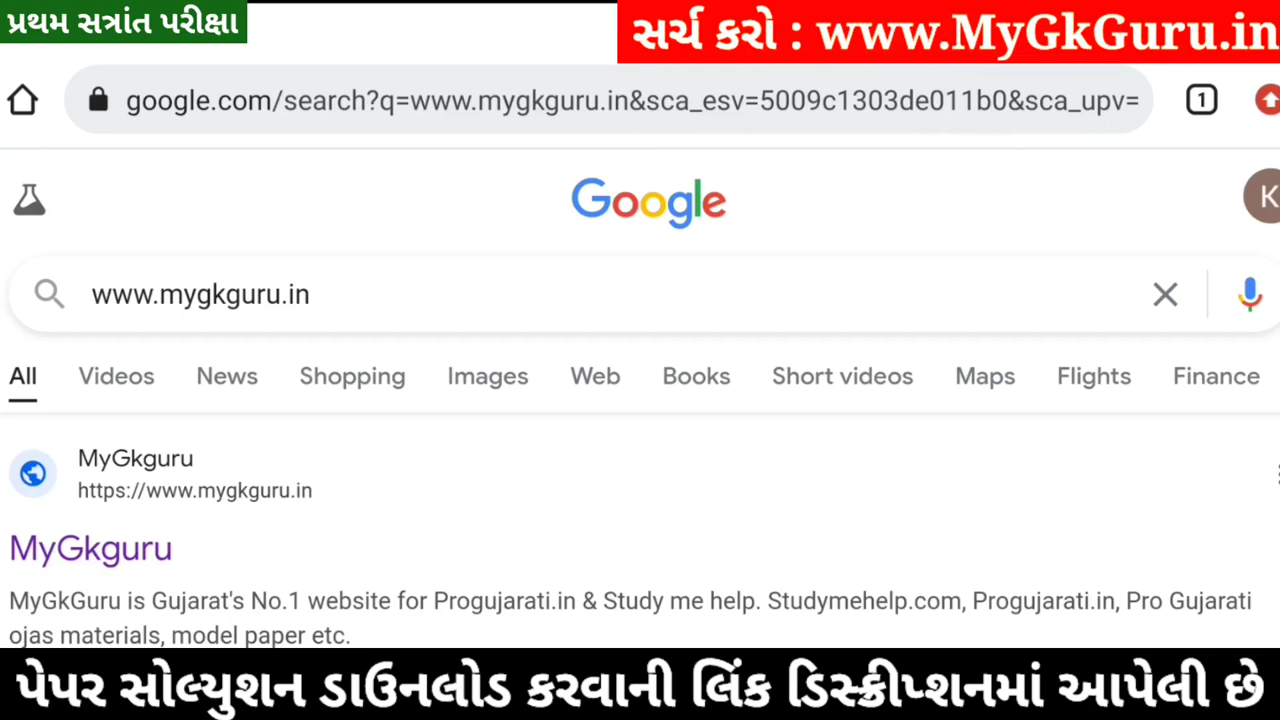 પ્રથમ સત્રાંત પરીક્ષા
સર્ચ કરો : www.MyGkGuru.in
google.com/search?q=www.mygkguru.in&sca_esv=5009c1303de011b0&sca_upv=
1
Google
K
www.mygkguru.in
All Videos News Shopping Images Web Books Short videos Maps Flights Finance
MyGkguru
https://www.mygkguru.in
MyGkguru
MyGkGuru is Gujarat's No.1 website for Progujarati.in & Study me help. Studymehelp.com, Progujarati.in, Pro Gujarati
ojas materials, model paper etc.
પેપર સોલ્યુશન ડાઉનલોડ કરવાની લિંક ડિસ્ક્રીપ્શનમાં આપેલી છે